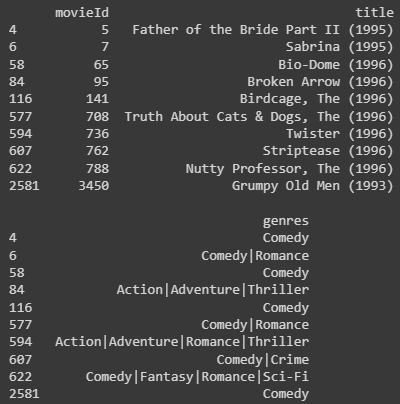 movieId title
4 5 Father of the Bride Part II (1995)
6 7 Sabrina (1995)
58 65 Bio-Dome (1996)
84 95 Broken Arrow (1996)
116 141 Birdcage, The (1996)
577 708 Truth About Cats & Dogs, The (1996)
594 736 Twister (1996)
607 762 Striptease (1996)
622 788 Nutty Professor, The (1996)
2581 3450 Grumpy Old Men (1993)
genres
4 Comedy
6 Comedy|Romance
58 Comedy
84 Action|Adventure|Thriller
116 Comedy
577 Comedy|Romance
594 Action|Adventure|Romance|Thriller
607 Comedy|Crime
622 Comedy|Fantasy|Romance|Sci-Fi
2581 Comedy